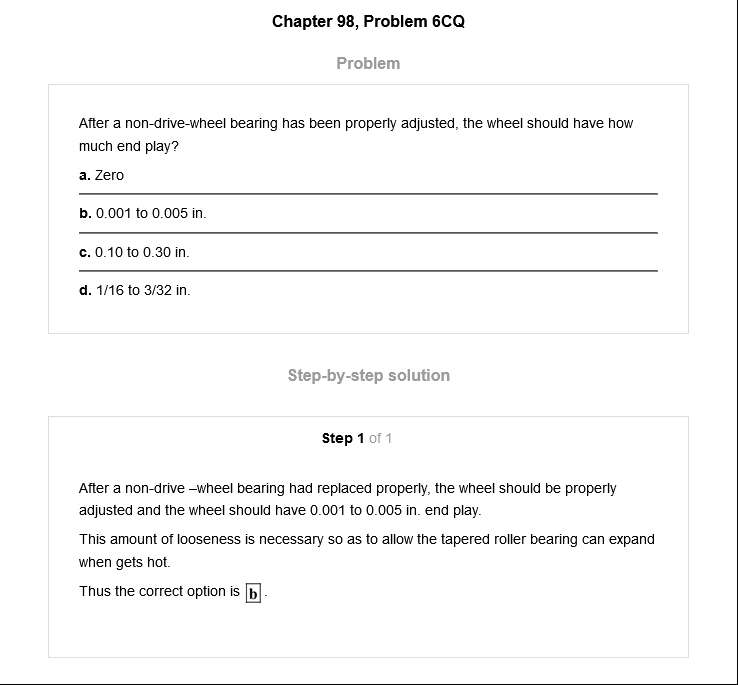 Chapter 98, Problem 6CQ
Problem
After a non-drive-wheel bearing has been properly adjusted, the wheel should have how
much end play?
a. Zero
b. 0.001 to 0.005 in.
c. 0.10 to 0.30 in.
d. 1/16 to 3/32 in.
Step-by-step solution
Step 1 of 1
After a non-drive –wheel bearing had replaced properly, the wheel should be properly
adjusted and the wheel should have 0.001 to 0.005 in. end play.
This amount of looseness is necessary so as to allow the tapered roller bearing can expand
when gets hot.
Thus the correct option is b .